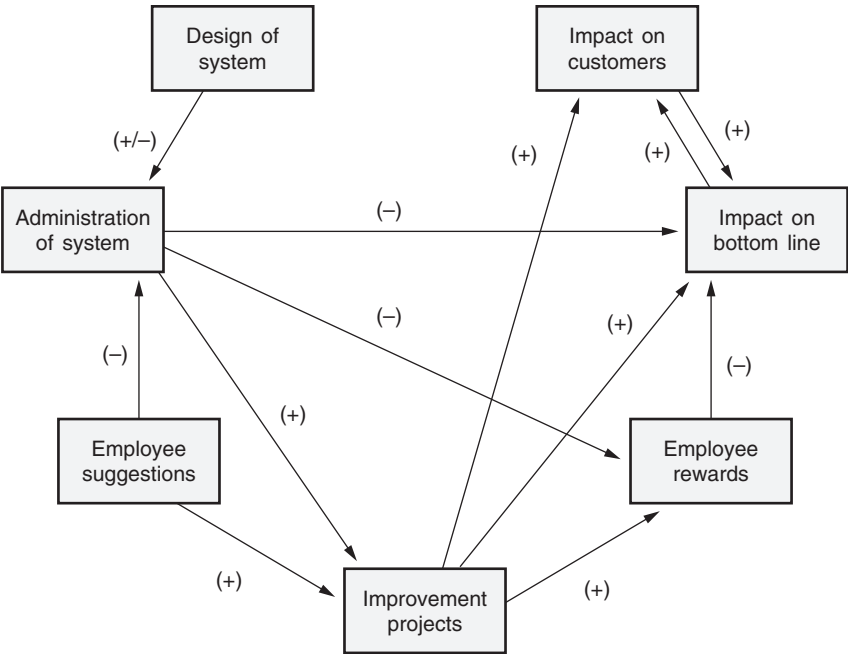 Design of
system
Impact on
customers
(+/–)
(+)
(+)
(+)
Administration
of system
(–)
Impact on
bottom line
(–)
(+)
(–)
(–)
(+)
Employee
suggestions
Employee
rewards
(+)
(+)
Improvement
projects